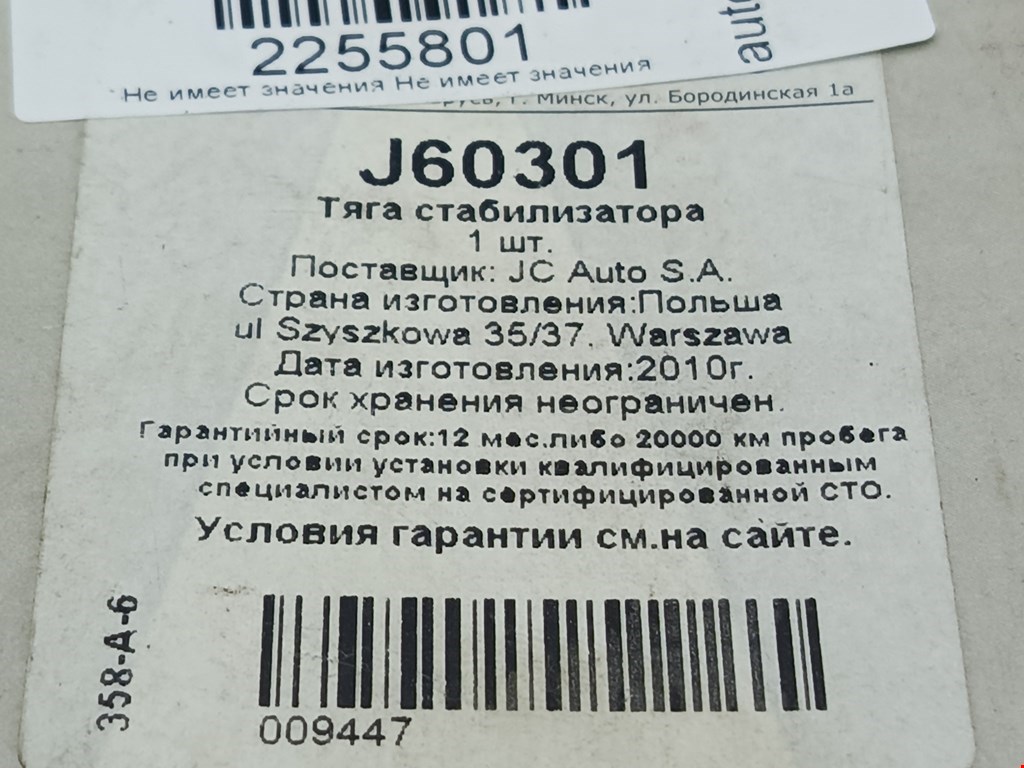 2255801
Не имеет значения Не имеет значения
auto
г. Минск, ул. Бородинская 1а
J60301
Тяга стабилизатора
1 шт.
Поставщик: JC Auto S.A.
Страна изготовления:Польша
ul Szyszkowa 35/37. Warszawa
Дата изготовления:2010г.
Срок хранения неограничен.
Гарантийный срок:12 мес.либо 20000 км пробега
при условии установки квалифицированным
специалистом на сертифицированной СТО.
Условия гарантии см.на сайте.
358-А-6
009447